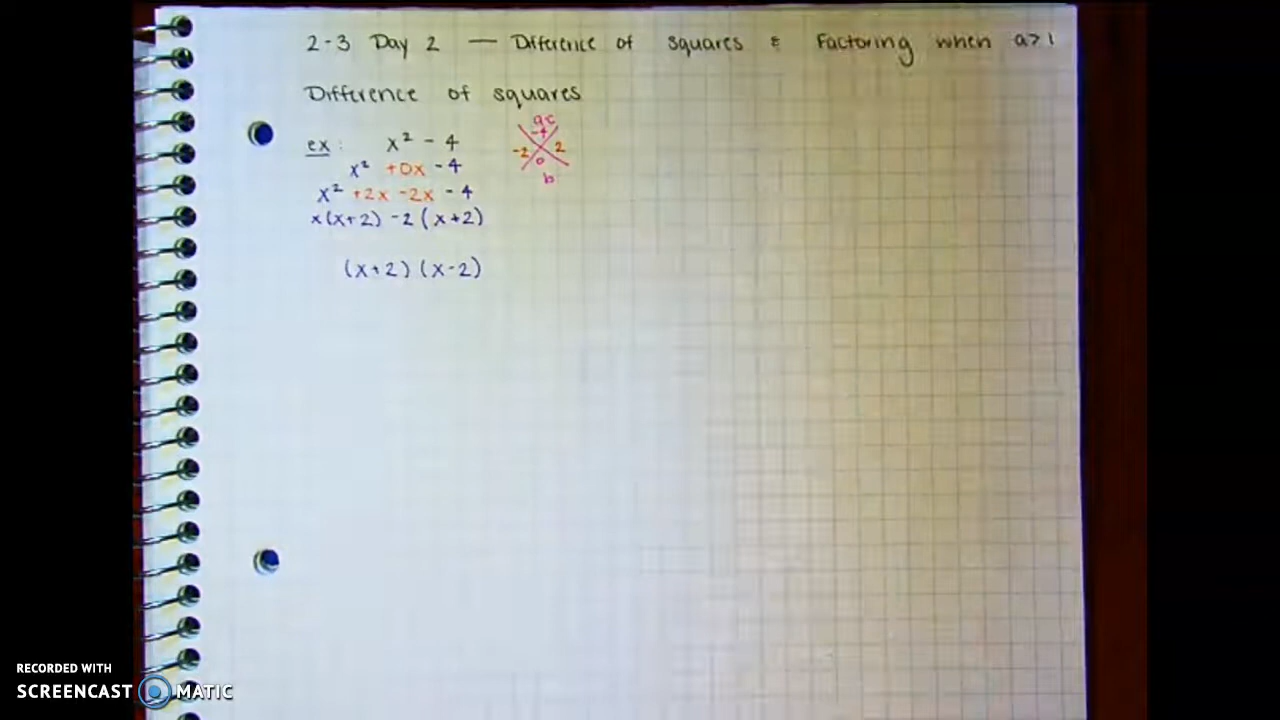 2-3 Day 2 — Difference of squares & Factoring when a>1
Difference of squares
ex: x² - 4
x² +0x -4
x² +2x -2x -4
x(x+2) -2(x+2)
(x+2)(x-2)
ac
-4
-2 2
0
b
RECORDED WITH
SCREENCAST MATIC